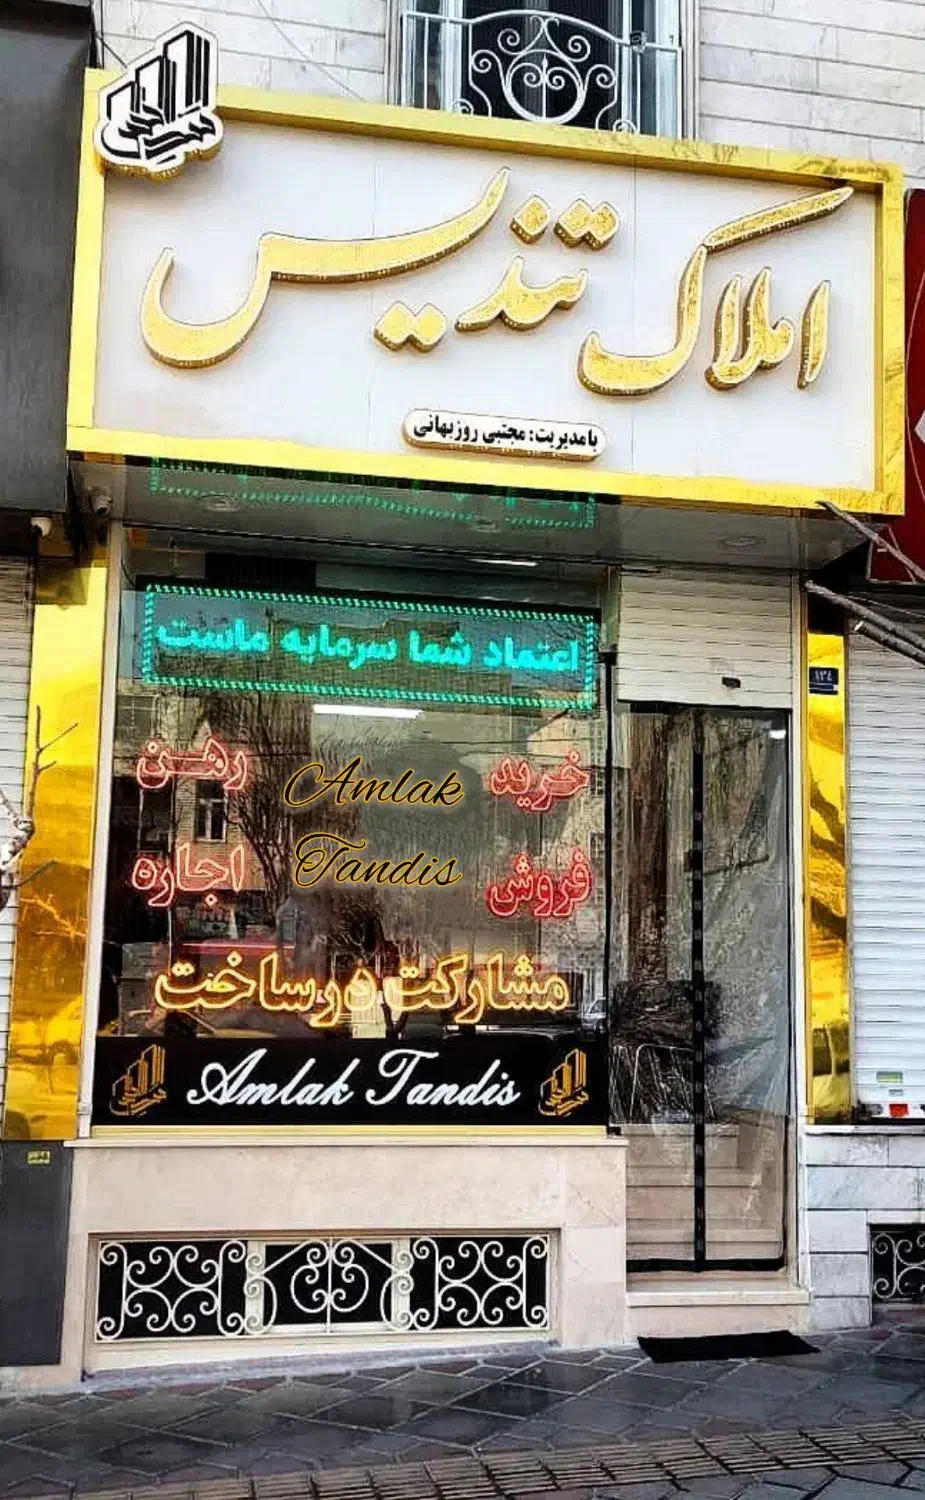 املاک تندیس
با مدیریت: مجتبی روزبهانی
اعتماد شما سرمایه ماست
خرید
رهن
Amlak
Tandis
فروش
اجاره
مشارکت در ساخت
Amlak Tandis